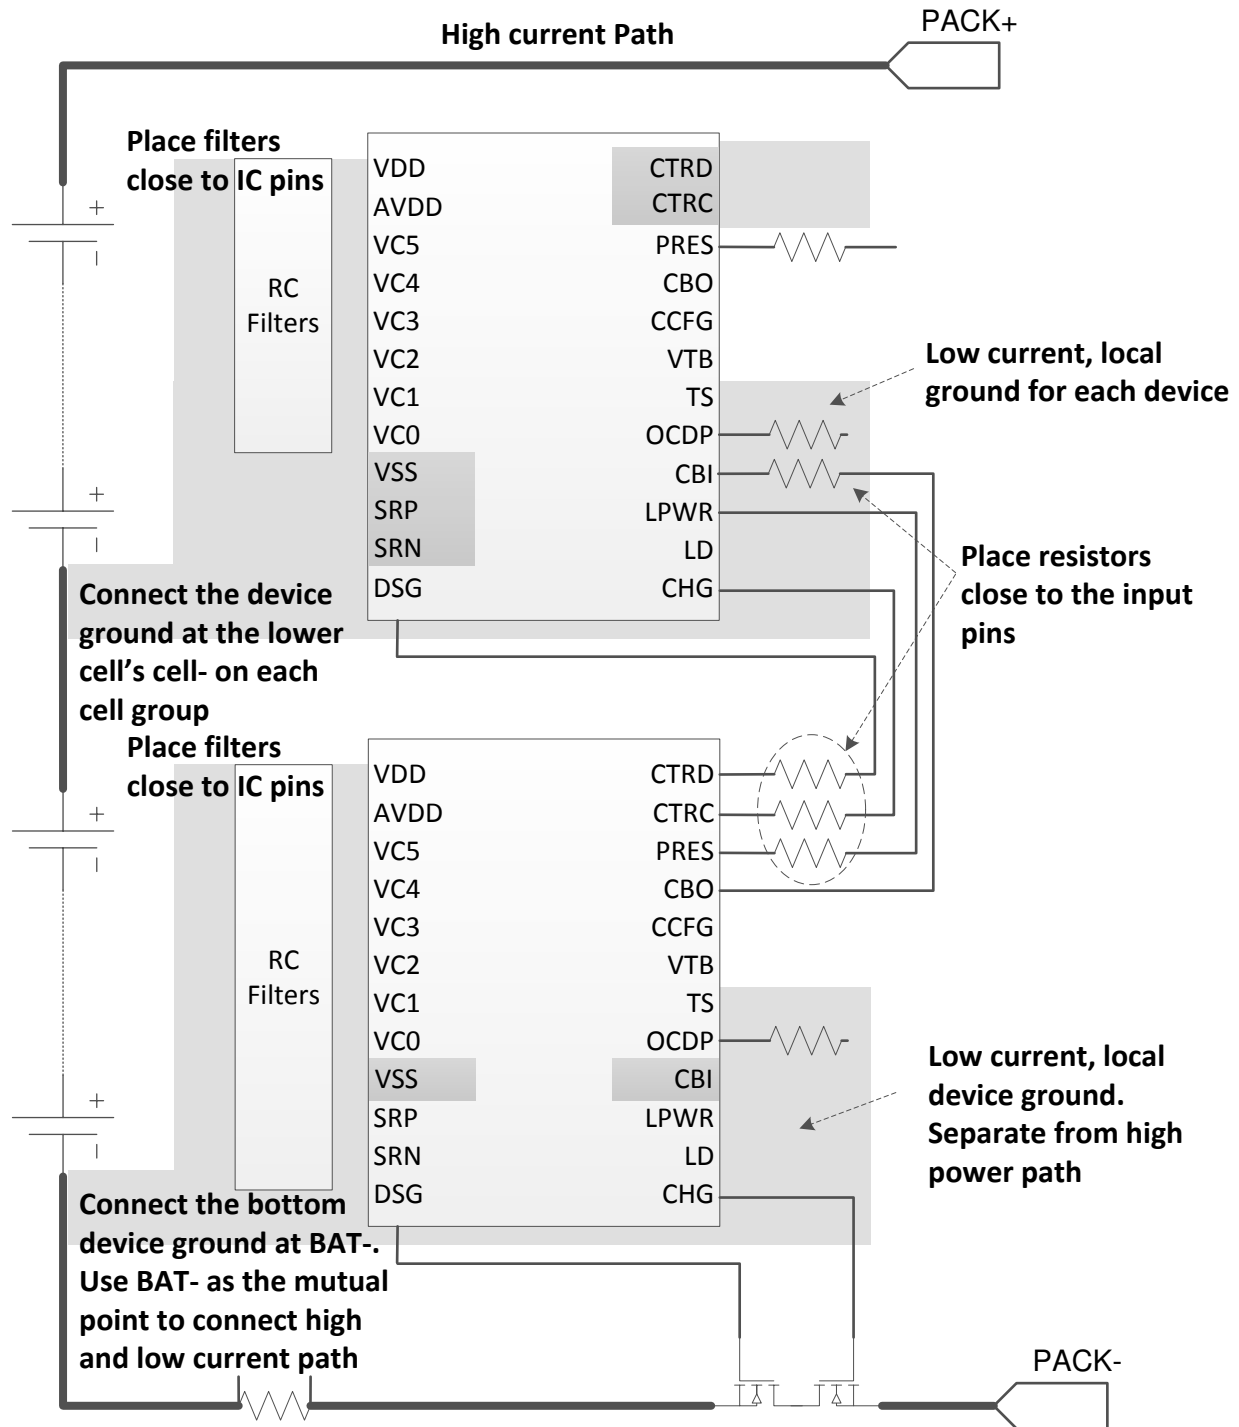 PACK+
High current Path
Place filters
close to IC pins
RC
Filters
VDD
AVDD
VC5
VC4
VC3
VC2
VC1
VC0
VSS
SRP
SRN
DSG
CTRD
CTRC
PRES
CBO
CCFG
VTB
TS
OCDP
CBI
LPWR
LD
CHG
Low current, local
ground for each device
Place resistors
close to the input
pins
Connect the device
ground at the lower
cell’s cell- on each
cell group
Place filters
close to IC pins
RC
Filters
VDD
AVDD
VC5
VC4
VC3
VC2
VC1
VC0
VSS
SRP
SRN
DSG
CTRD
CTRC
PRES
CBO
CCFG
VTB
TS
OCDP
CBI
LPWR
LD
CHG
Low current, local
device ground.
Separate from high
power path
Connect the bottom
device ground at BAT-.
Use BAT- as the mutual
point to connect high
and low current path
PACK-